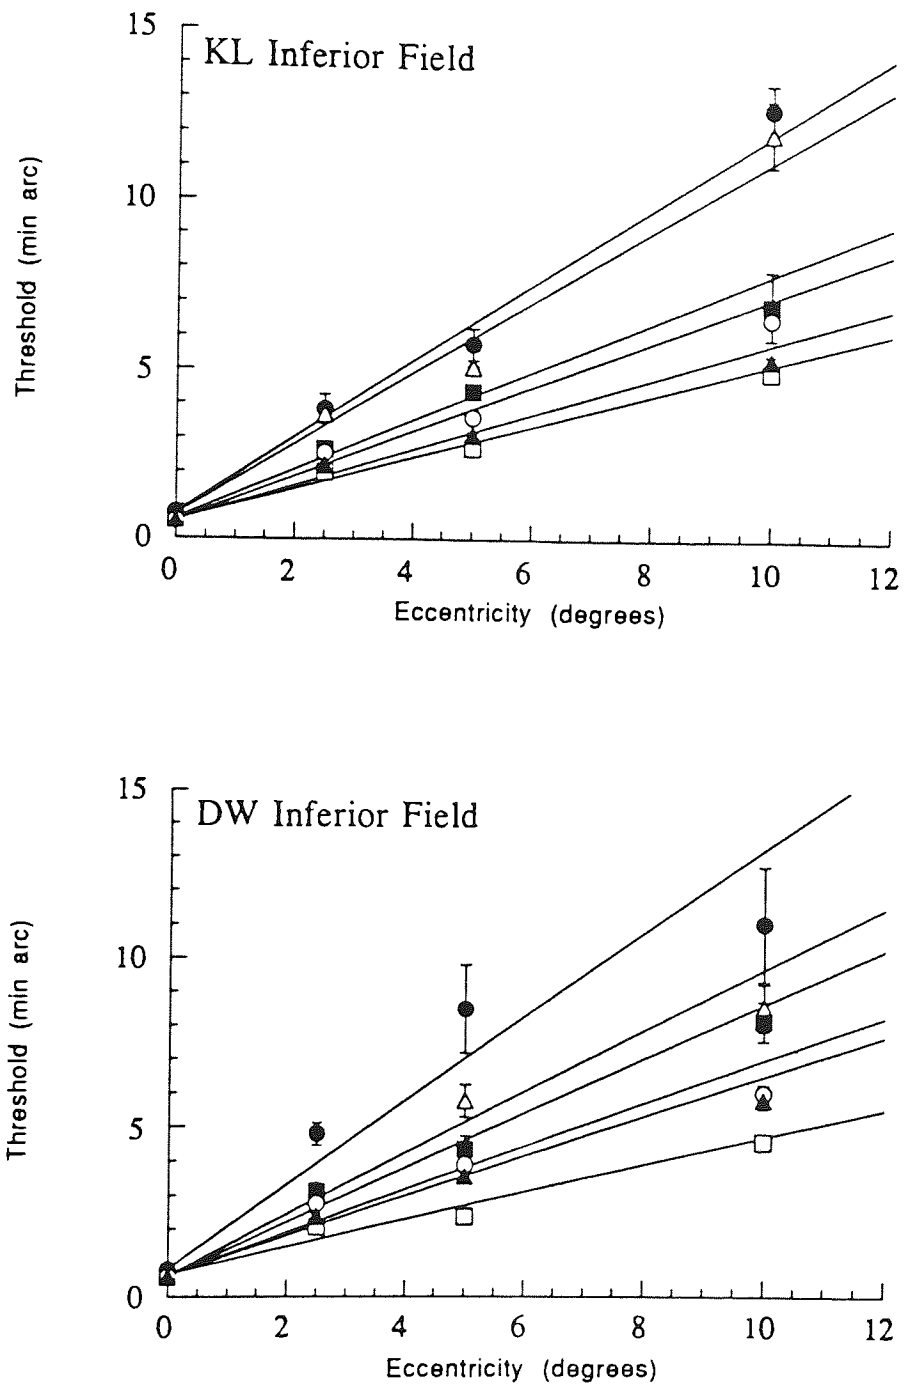 15
KL Inferior Field
10
5
0
Threshold (min arc)
0 2 4 6 8 10 12
Eccentricity (degrees)
15
DW Inferior Field
10
5
0
Threshold (min arc)
0 2 4 6 8 10 12
Eccentricity (degrees)